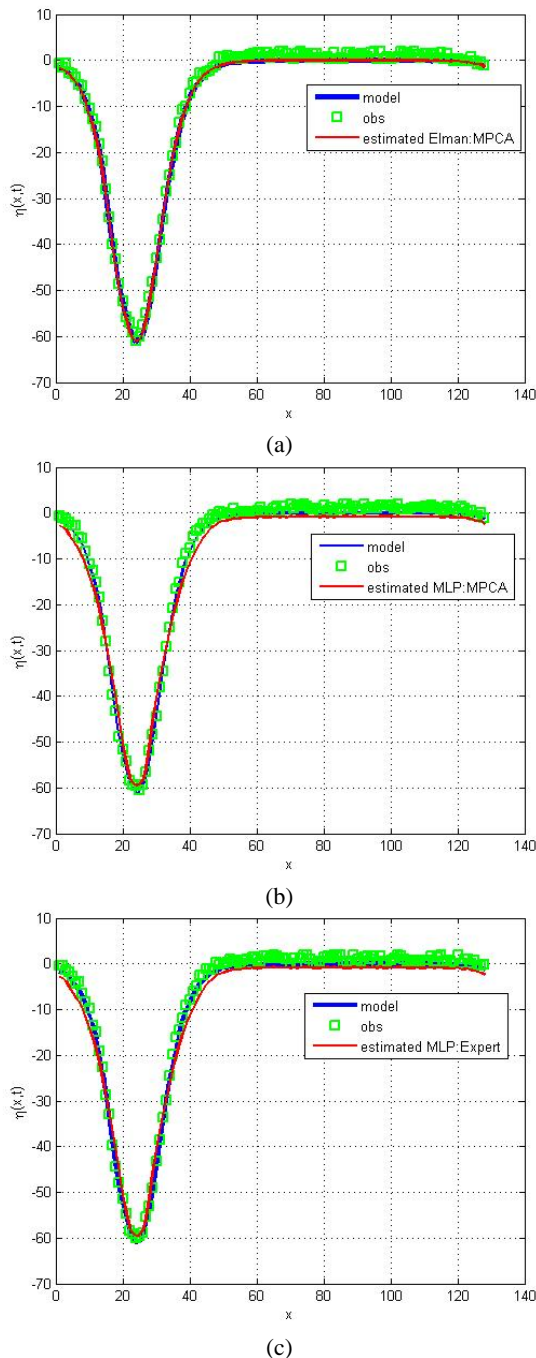 10
0
-10
-20
-30
-40
-50
-60
-70
η(x,t)
model
obs
estimated Elman:MPCA
0 20 40 60 80 100 120 140
x
(a)
10
0
-10
-20
-30
-40
-50
-60
-70
η(x,t)
model
obs
estimated MLP:MPCA
0 20 40 60 80 100 120 140
x
(b)
10
0
-10
-20
-30
-40
-50
-60
-70
η(x,t)
model
obs
estimated MLP:Expert
0 20 40 60 80 100 120 140
x
(c)